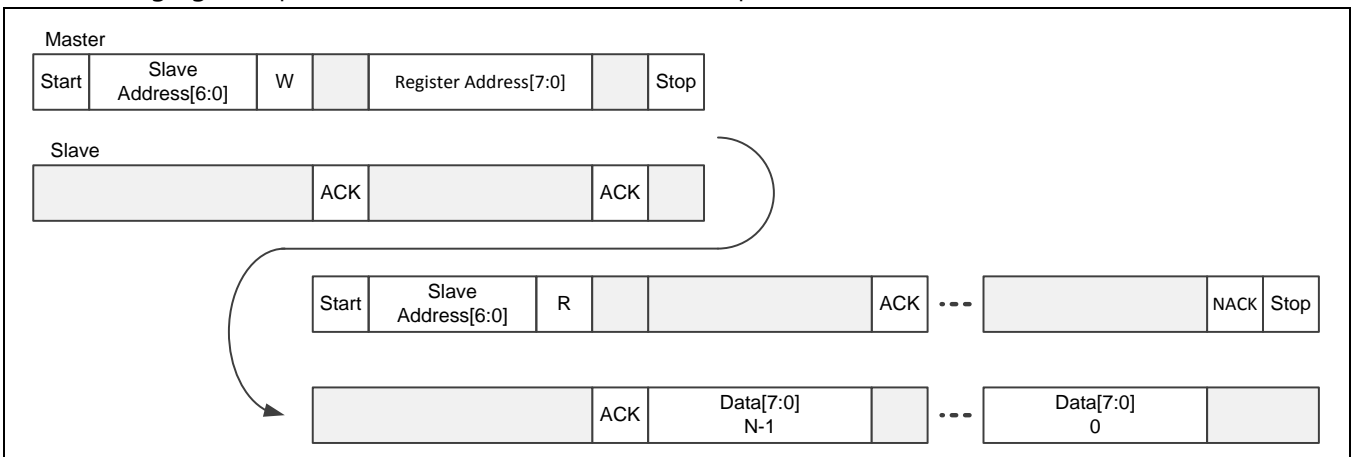 Master
Start
Slave
Address[6:0]
W
Register Address[7:0]
Stop
Slave
ACK
ACK
Start
Slave
Address[6:0]
R
ACK
NACK
Stop
ACK
Data[7:0]
N-1
Data[7:0]
0